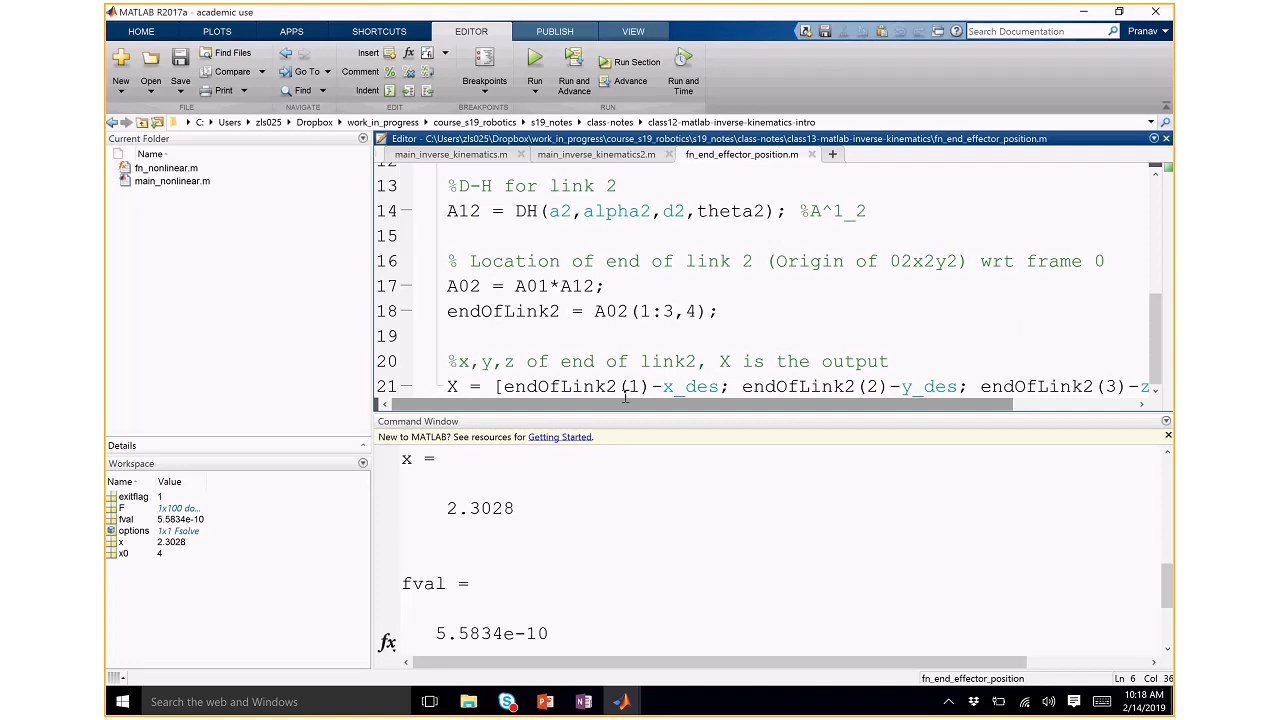 MATLAB R2017a - academic use
HOME PLOTS APPS SHORTCUTS EDITOR PUBLISH VIEW Search Documentation Pranav
New Open Save Find Files Compare Print Insert Comment Indent Go To Find Breakpoints Run Run and Advance Run Section Advance Run and Time
FILE NAVIGATE EDIT BREAKPOINTS RUN
C: Users zls025 Dropbox work_in_progress course_s19_robotics s19_notes class-notes class12-matlab-inverse-kinematics-intro
Current Folder
Name
fn_nonlinear.m
main_nonlinear.m
Details
Workspace
Name Value
exitflag 1
F 1x100 do...
fval 5.5834e-10
options 1x1 Fsolve
x 2.3028
x0 4
Editor - C:\Users\zls025\Dropbox\work_in_progress\course_s19_robotics\s19_notes\class-notes\class13-matlab-inverse-kinematics\fn_end_effector_position.m
main_inverse_kinematics.m main_inverse_kinematics2.m fn_end_effector_position.m
12
13 %D-H for link 2
14 A12 = DH(a2,alpha2,d2,theta2); %A^1_2
15
16 % Location of end of link 2 (Origin of 02x2y2) wrt frame 0
17 A02 = A01*A12;
18 endOfLink2 = A02(1:3,4);
19
20 %x,y,z of end of link2, X is the output
21 X = [endOfLink2(1)-x_des; endOfLink2(2)-y_des; endOfLink2(3)-z
Command Window
New to MATLAB? See resources for Getting Started.
x =
2.3028
fval =
5.5834e-10
fx
fn_end_effector_position Ln 6 Col 36
Search the web and Windows
10:18 AM
2/14/2019